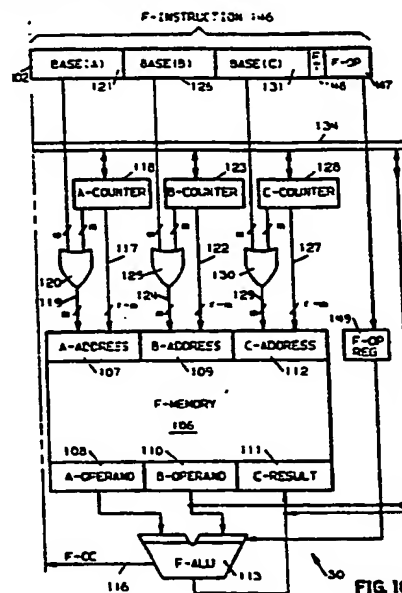 F-INSTRUCTION 146
102 BASE(A) BASE(B) BASE(C) F-OP
121 125 131 148 147
134
118 123 128
A-COUNTER B-COUNTER C-COUNTER
m m m m m m
120 117 125 122 130 127
119 124 129
m r-m m r-m m r-m
149
A-ADDRESS B-ADDRESS C-ADDRESS
F-OP
REG
107 109 112
F-MEMORY
106
108 110 111
A-OPERAND B-OPERAND C-RESULT
F-CC
116 F-ALU 113
30
FIG. 18